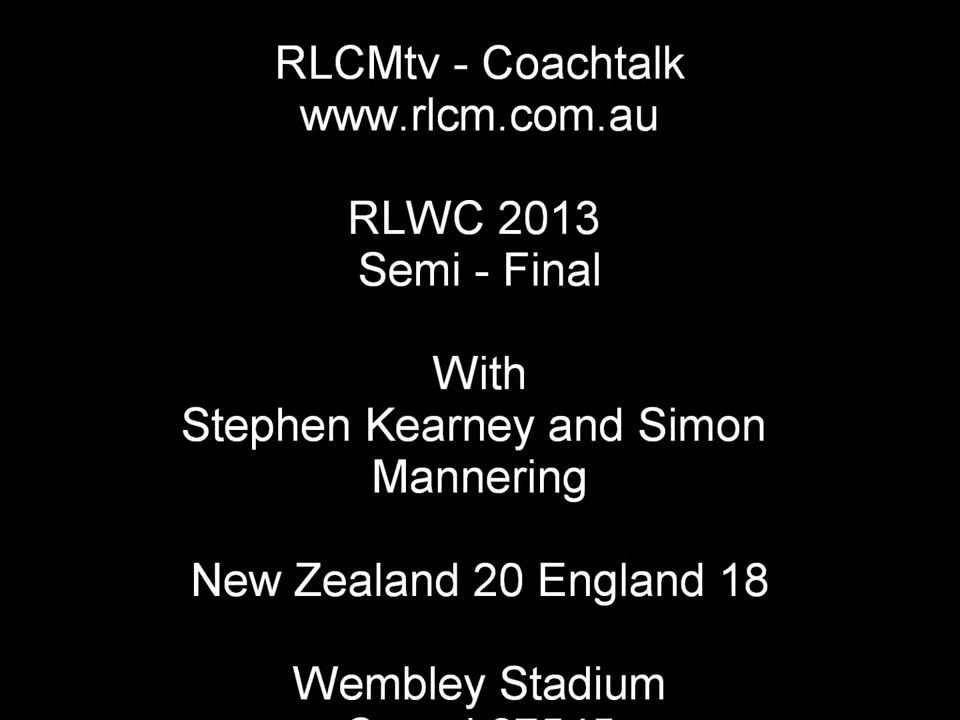 RLCMtv - Coachtalk
www.rlcm.com.au
RLWC 2013
Semi - Final
With
Stephen Kearney and Simon
Mannering
New Zealand 20 England 18
Wembley Stadium